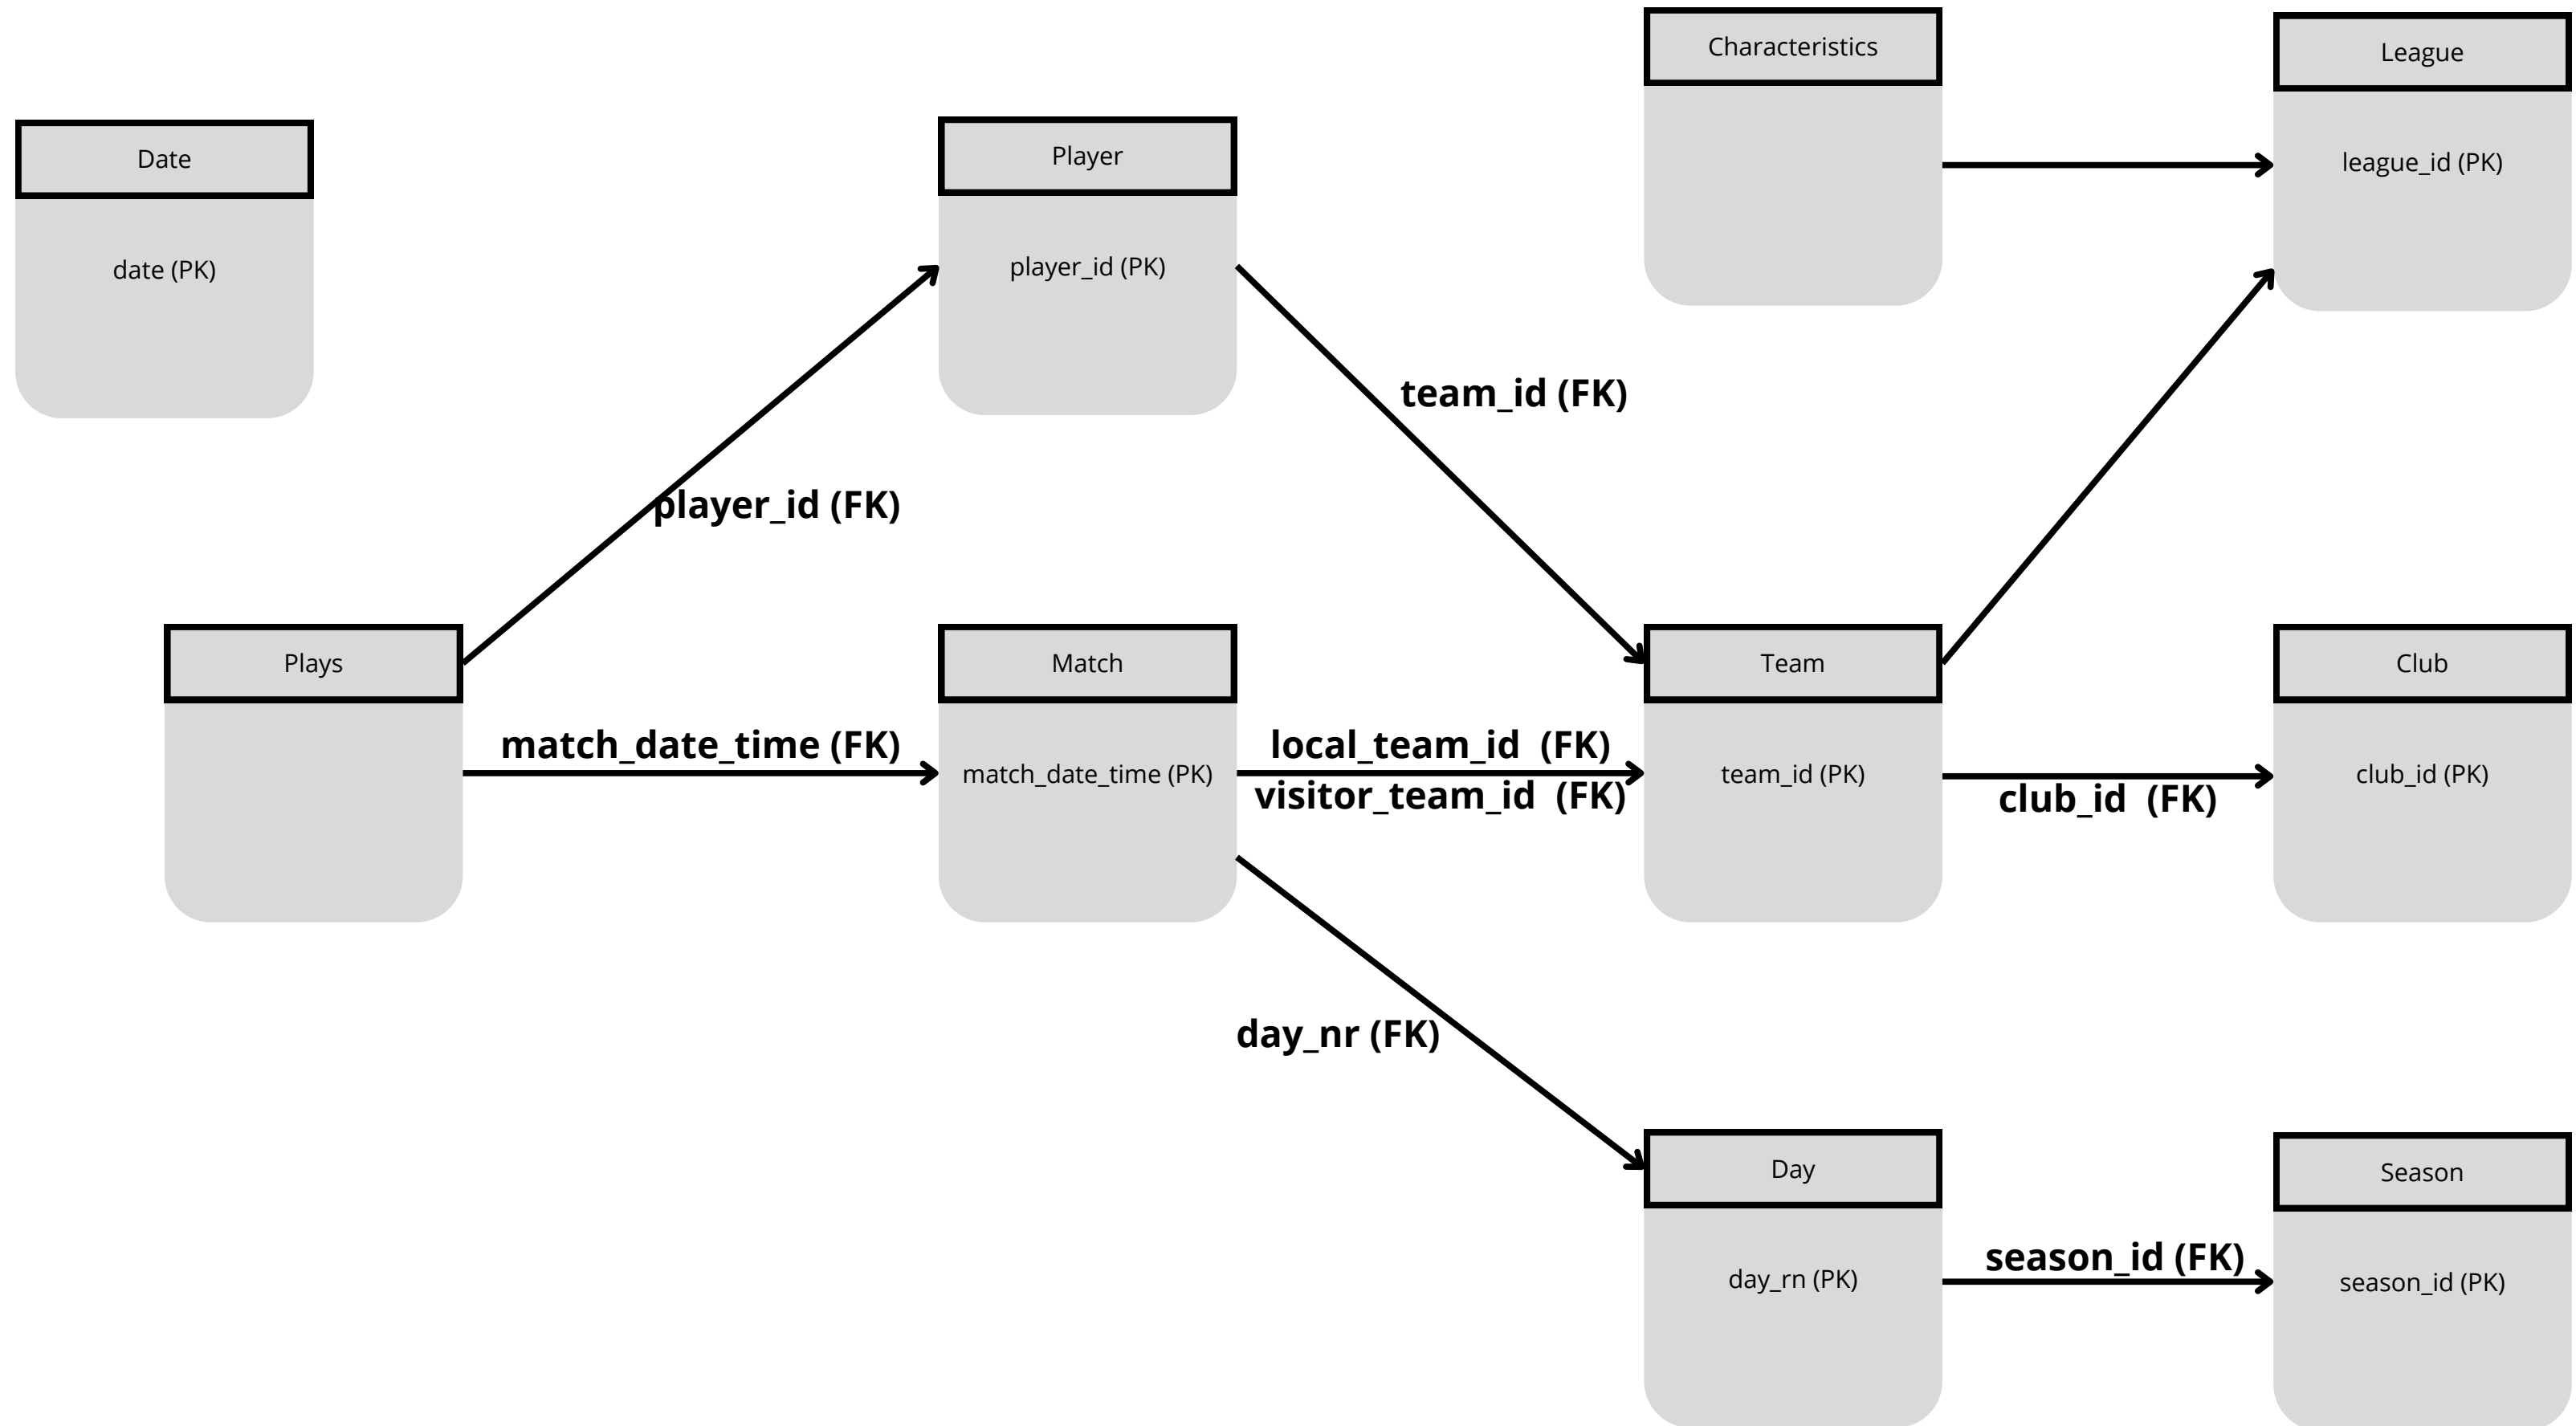 Characteristics
League
league_id (PK)
Date
date (PK)
Player
player_id (PK)
team_id (FK)
player_id (FK)
Plays
Match
match_date_time (PK)
Team
team_id (PK)
Club
club_id (PK)
match_date_time (FK)
local_team_id  (FK)
visitor_team_id  (FK)
club_id  (FK)
day_nr (FK)
Day
day_rn (PK)
Season
season_id (PK)
season_id (FK)